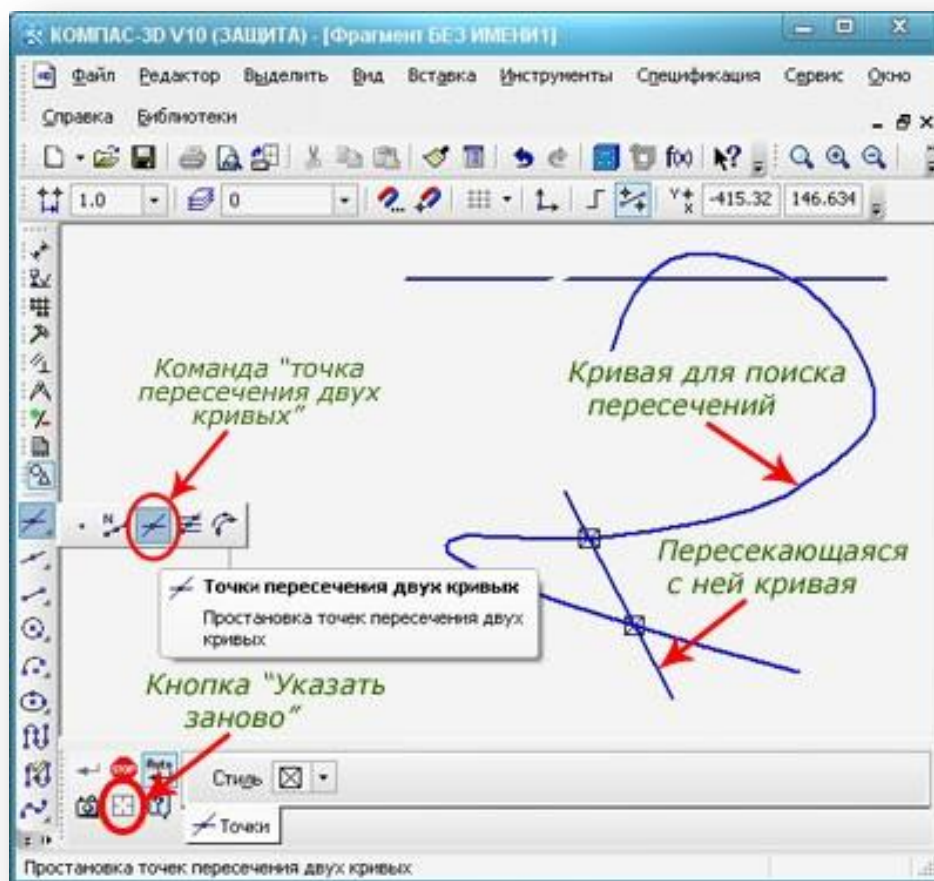 КОМПАС-3D V10 (ЗАЩИТА) - [Фрагмент БЕЗ ИМЕНИ1]
Файл Редактор Выделить Вид Вставка Инструменты Спецификация Сервис Окно
Справка Библиотеки
f(x)
1.0 0 -415.32 146.634
Команда "точка
пересечения двух
кривых"
Кривая для поиска
пересечений
N
Точки пересечения двух кривых
Простановка точек пересечения двух
кривых
Пересекающаяся
с ней кривая
Кнопка "Указать
заново"
STOP Auto Стиль
Точки
Простановка точек пересечения двух кривых